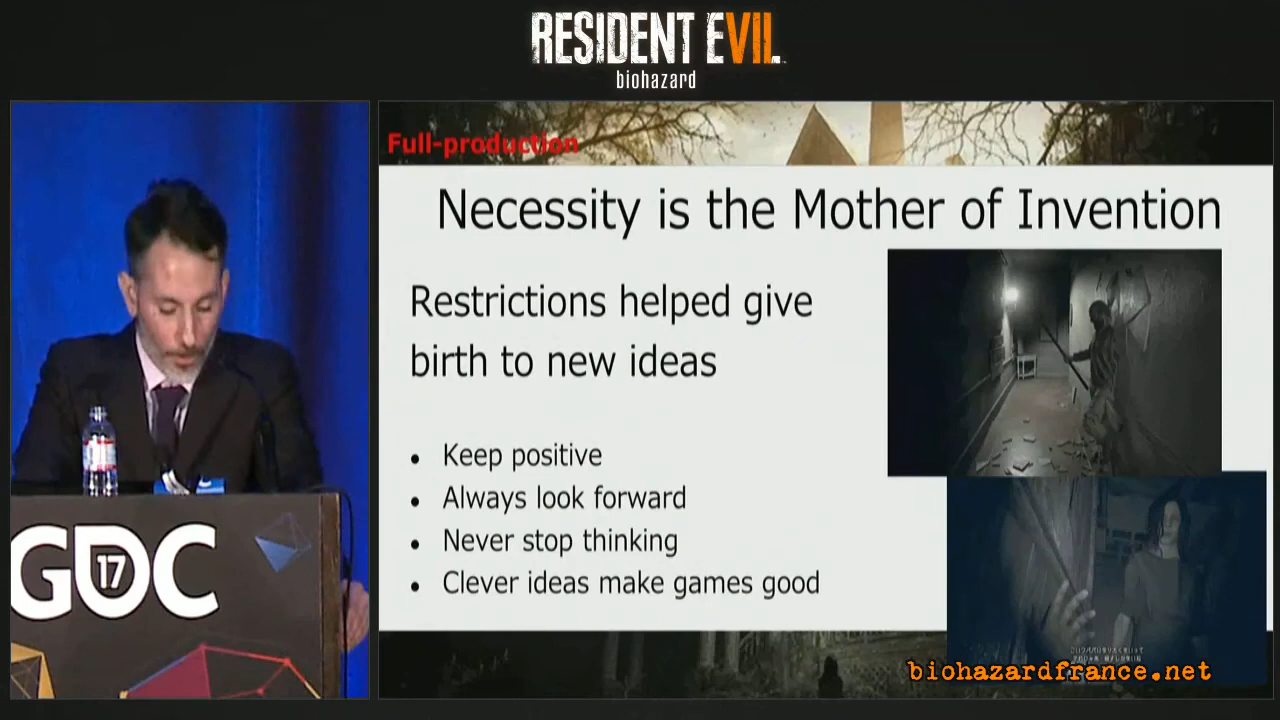 RESIDENT EVII.
biohazard
Full-production
Necessity is the Mother of Invention
Restrictions helped give
birth to new ideas
• Keep positive
• Always look forward
• Never stop thinking
• Clever ideas make games good
GDC
17
biohazardfrance.net